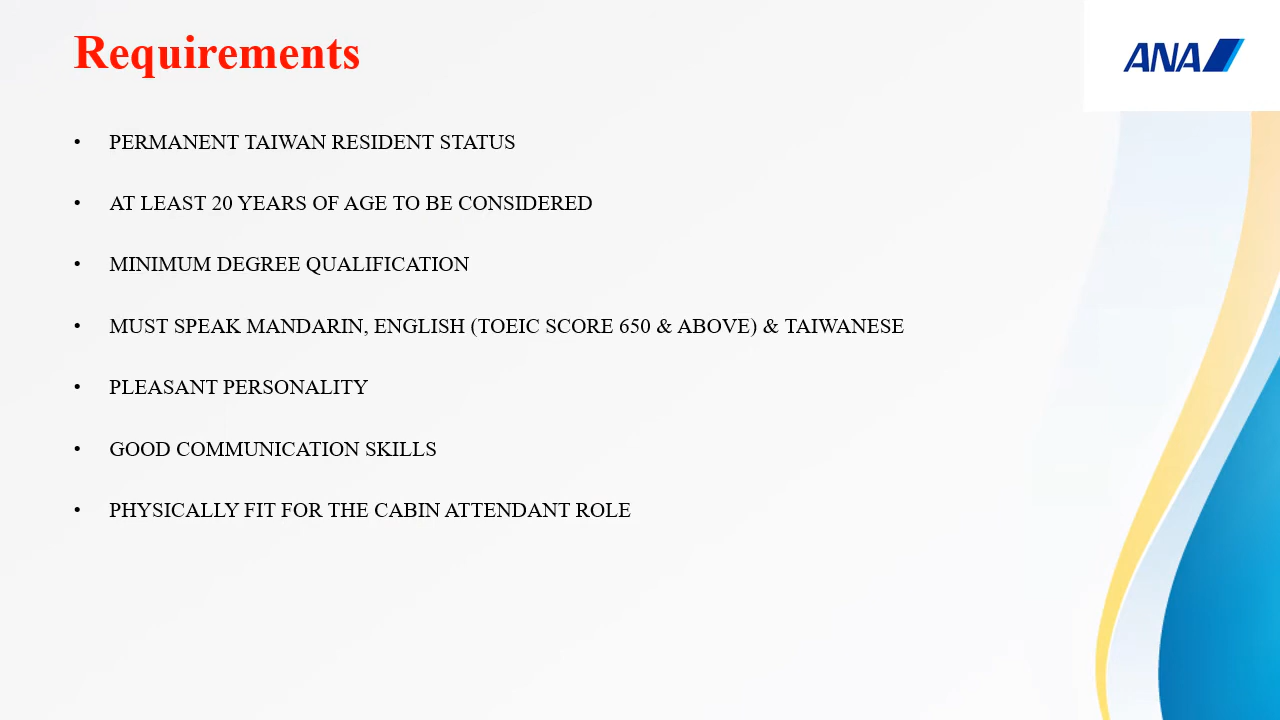 Requirements
ANA
• PERMANENT TAIWAN RESIDENT STATUS
• AT LEAST 20 YEARS OF AGE TO BE CONSIDERED
• MINIMUM DEGREE QUALIFICATION
• MUST SPEAK MANDARIN, ENGLISH (TOEIC SCORE 650 & ABOVE) & TAIWANESE
• PLEASANT PERSONALITY
• GOOD COMMUNICATION SKILLS
• PHYSICALLY FIT FOR THE CABIN ATTENDANT ROLE